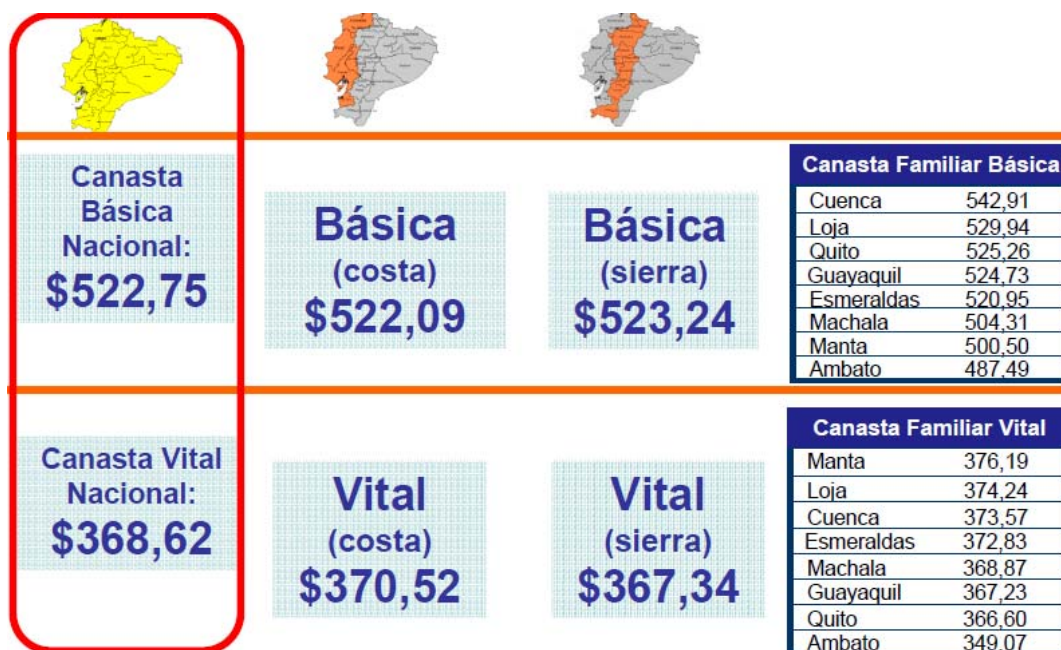 Canasta
Básica
Nacional:
$522,75
Básica
(costa)
$522,09
Básica
(sierra)
$523,24
Canasta Familiar Básica
Cuenca 542,91
Loja 529,94
Quito 525,26
Guayaquil 524,73
Esmeraldas 520,95
Machala 504,31
Manta 500,50
Ambato 487,49
Canasta Vital
Nacional:
$368,62
Vital
(costa)
$370,52
Vital
(sierra)
$367,34
Canasta Familiar Vital
Manta 376,19
Loja 374,24
Cuenca 373,57
Esmeraldas 372,83
Machala 368,87
Guayaquil 367,23
Quito 366,60
Ambato 349,07